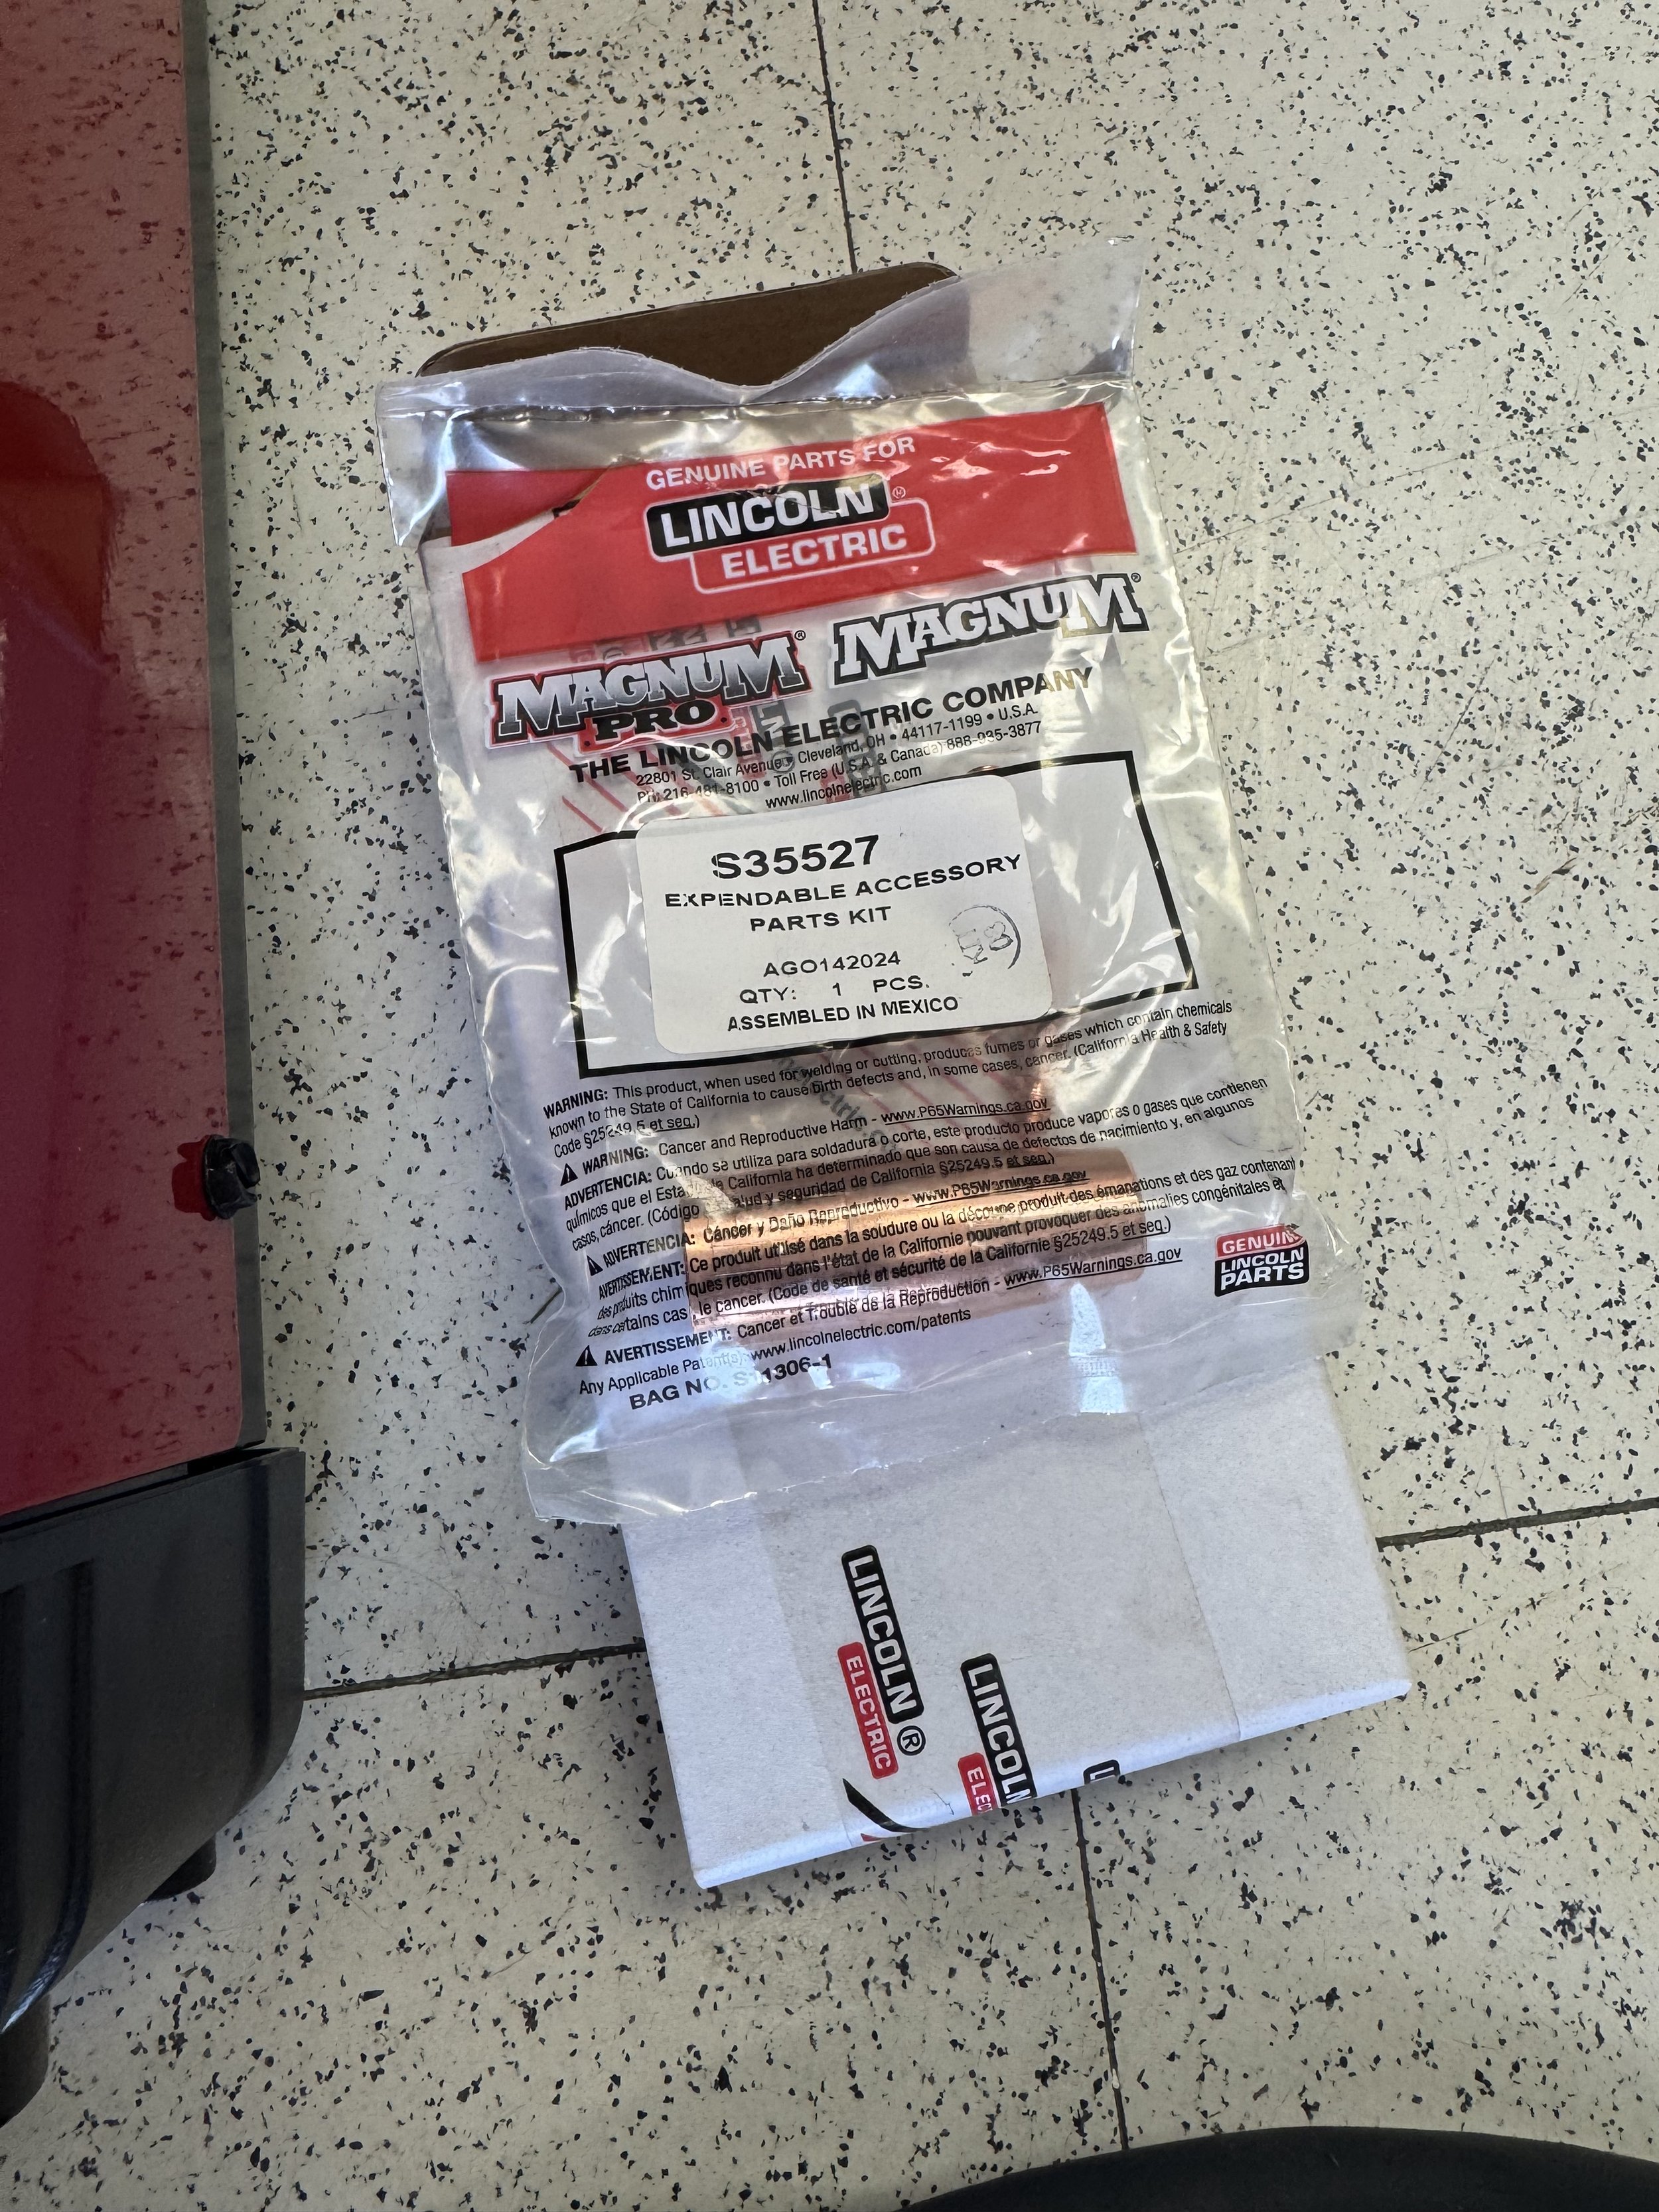 GENUINE PARTS FOR
LINCOLN ®
ELECTRIC
MAGNUM ®
PRO
MAGNUM ®
THE LINCOLN ELECTRIC COMPANY
22801 St. Clair Avenue • Cleveland, OH • 44117-1199 • U.S.A.
PH: 216-481-8100 • Toll Free (U.S.A. & Canada) 888-935-3877
www.lincolnelectric.com
S35527
EXPENDABLE ACCESSORY
PARTS KIT
AGO142024
QTY: 1 PCS.
ASSEMBLED IN MEXICO
WARNING: This product, when used for welding or cutting, produces fumes or gases which contain chemicals
known to the State of California to cause birth defects and, in some cases, cancer. (California Health & Safety
Code §25249.5 et seq.)
WARNING: Cancer and Reproductive Harm - www.P65Warnings.ca.gov
ADVERTENCIA: Cuando se utiliza para soldadura o corte, este producto produce vapores o gases que contienen
químicos que el Estado de California ha determinado que son causa de defectos de nacimiento y, en algunos
casos, cáncer. (Código salud y seguridad de California §25249.5 et seq.)
ADVERTENCIA: Cáncer y Daño Reproductivo - www.P65Warnings.ca.gov
AVERTISSEMENT: Ce produit utilisé dans la soudure ou la découpe produit des émanations et des gaz contenant
des produits chimiques reconnu dans l'état de la Californie pouvant provoquer des anomalies congénitales et
dans certains cas le cancer. (Code de santé et sécurité de la Californie §25249.5 et seq.)
AVERTISSEMENT: Cancer et Trouble de la Reproduction - www.P65Warnings.ca.gov
Any Applicable Patent(s): www.lincolnelectric.com/patents
BAG NO.
GENUINE
LINCOLN
PARTS
LINCOLN ®
ELECTRIC
LINCOLN
ELEC
L